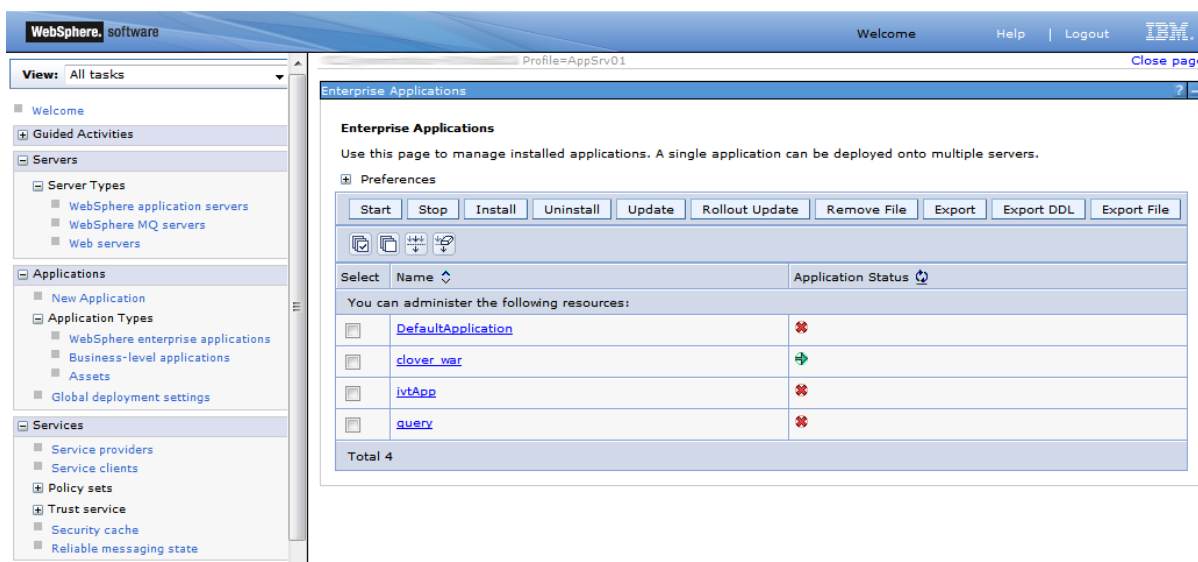 WebSphere. software
Welcome
Help | Logout
IBM.
View: All tasks
Profile=AppSrv01
Close page
Welcome
Guided Activities
Servers
Server Types
WebSphere application servers
WebSphere MQ servers
Web servers
Applications
New Application
Application Types
WebSphere enterprise applications
Business-level applications
Assets
Global deployment settings
Services
Service providers
Service clients
Policy sets
Trust service
Security cache
Reliable messaging state
Enterprise Applications
?
Enterprise Applications
Use this page to manage installed applications. A single application can be deployed onto multiple servers.
Preferences
Start Stop Install Uninstall Update Rollout Update Remove File Export Export DDL Export File
Select Name Application Status
You can administer the following resources:
DefaultApplication
clover_war
ivtApp
query
Total 4